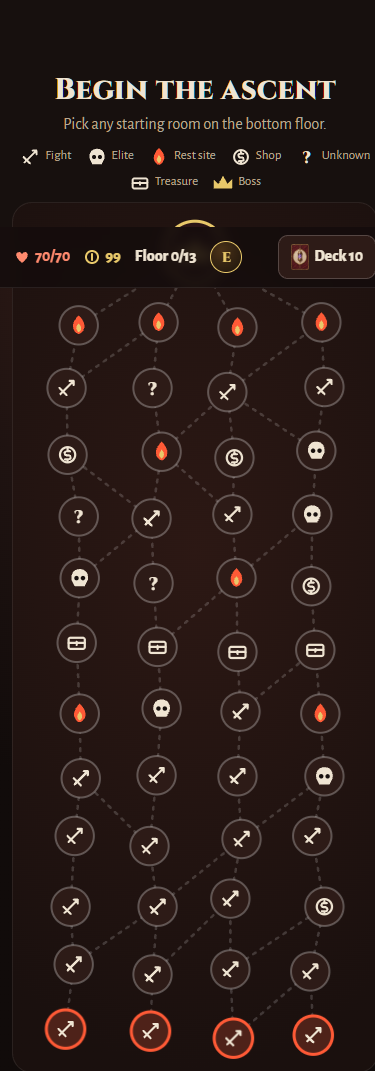 Begin the ascent
Pick any starting room on the bottom floor.
Fight Elite Rest site Shop ? Unknown
Treasure Boss
70/70 99 Floor 0/13 E Deck 10
?
?
?